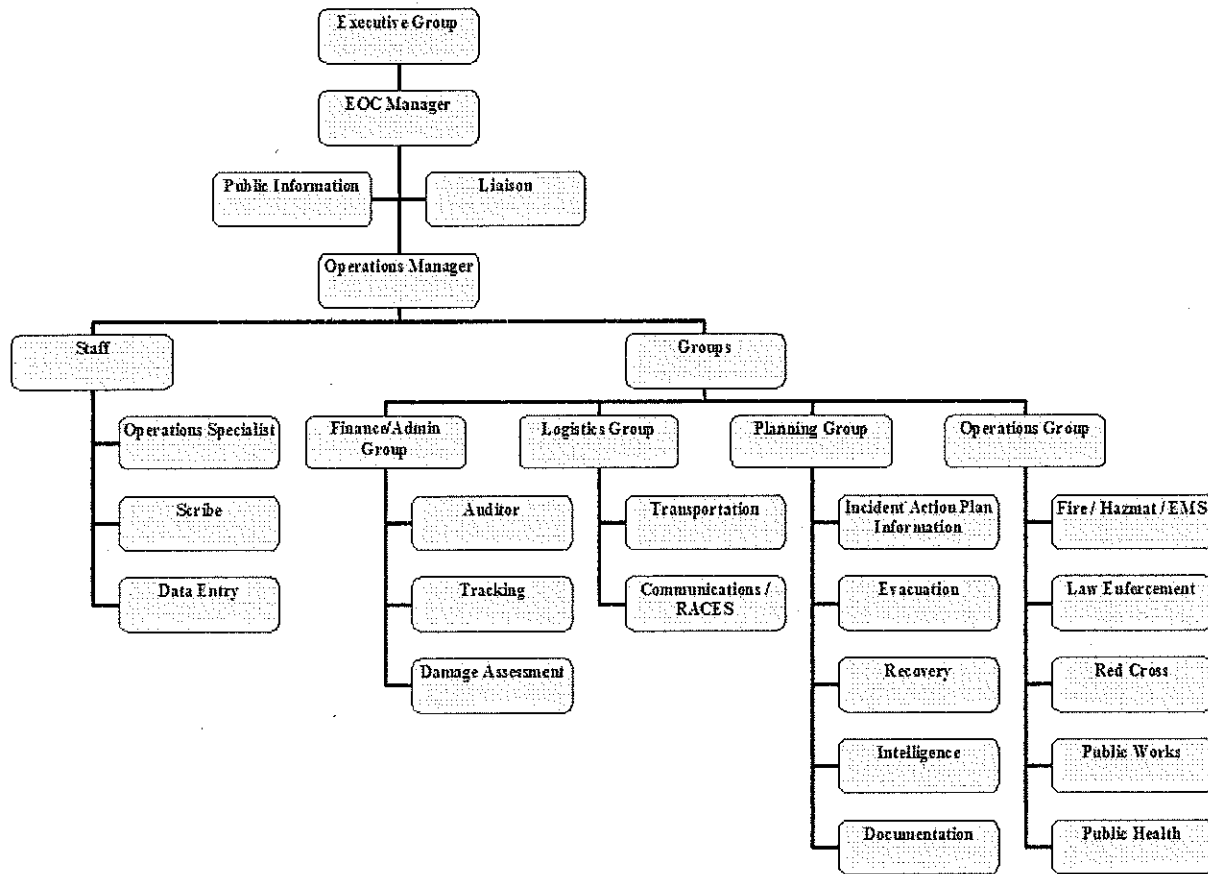 Executive Group
EOC Manager
Public Information
Liaison
Operations Manager
Staff
Groups
Operations Specialist
Scribe
Data Entry
Finance/Admin
Group
Auditor
Tracking
Damage Assessment
Logistics Group
Transportation
Communications /
RACES
Planning Group
Incident Action Plan
Information
Evacuation
Recovery
Intelligence
Documentation
Operations Group
Fire / Hazmat / EMS
Law Enforcement
Red Cross
Public Works
Public Health